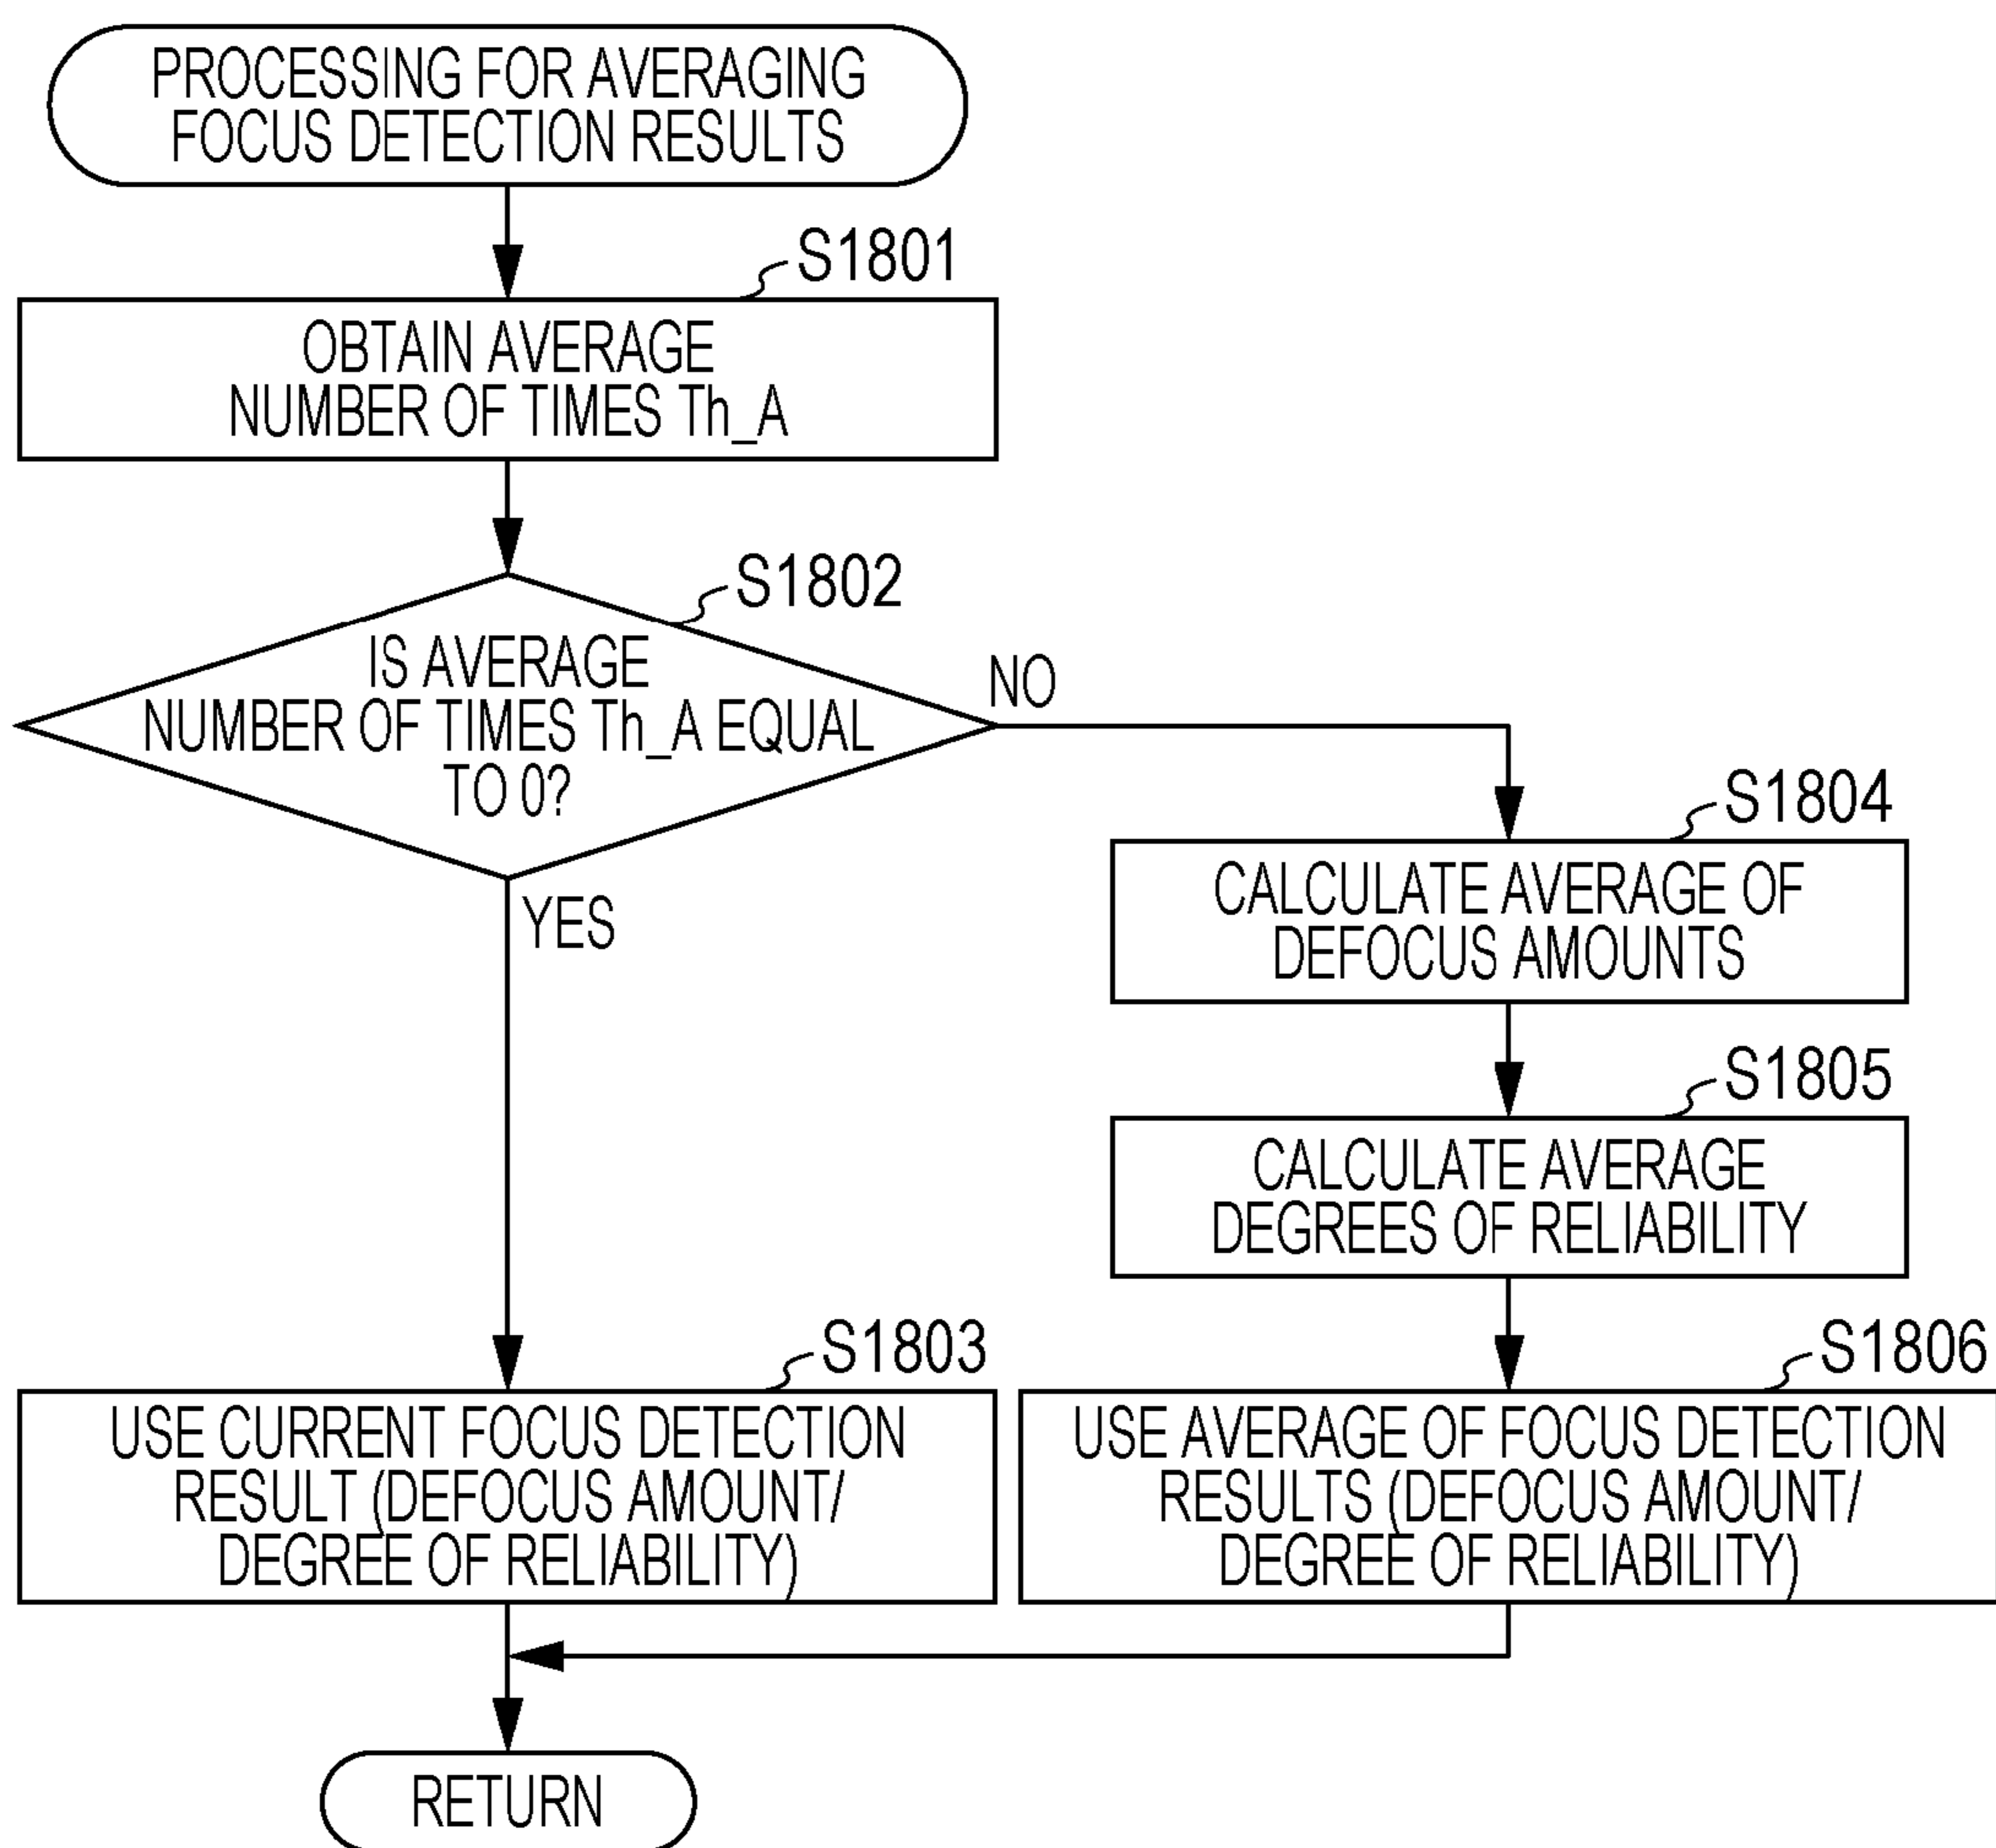 PROCESSING FOR AVERAGING
FOCUS DETECTION RESULTS
S1801
OBTAIN AVERAGE
NUMBER OF TIMES Th_A
S1802
IS AVERAGE
NUMBER OF TIMES Th_A EQUAL
TO 0?
NO
YES
S1804
CALCULATE AVERAGE OF
DEFOCUS AMOUNTS
S1805
CALCULATE AVERAGE
DEGREES OF RELIABILITY
S1803
USE CURRENT FOCUS DETECTION
RESULT (DEFOCUS AMOUNT/
DEGREE OF RELIABILITY)
S1806
USE AVERAGE OF FOCUS DETECTION
RESULTS (DEFOCUS AMOUNT/
DEGREE OF RELIABILITY)
RETURN